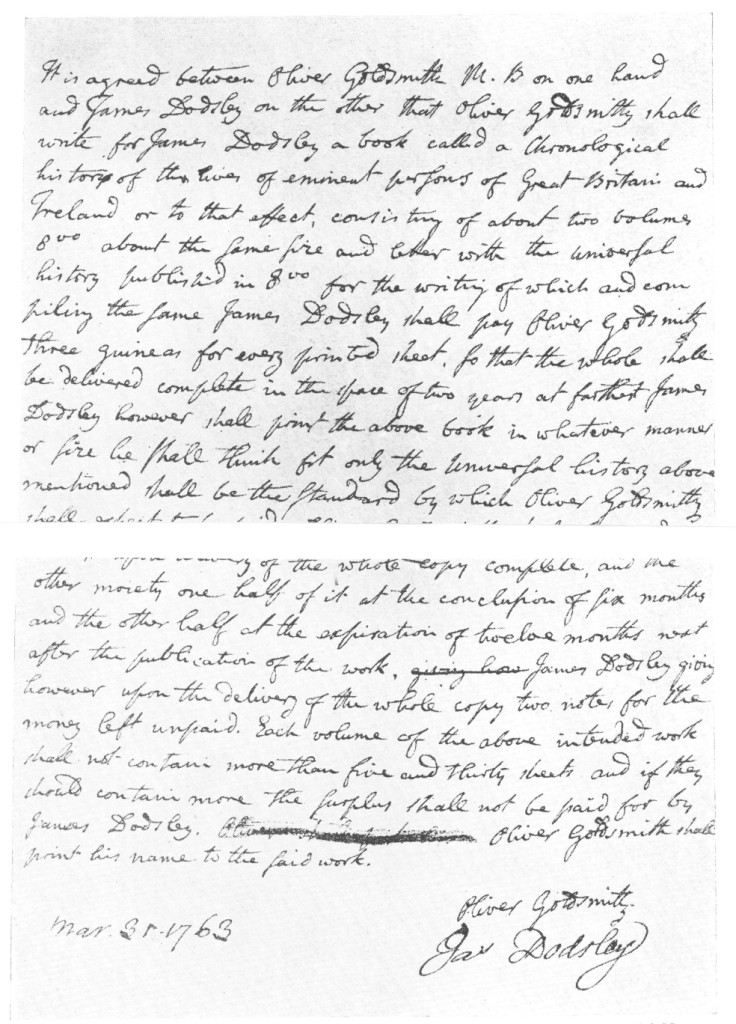 It is agreed between Oliver Goldsmith M. B on one hand
and James Dodsley on the other that Oliver Goldsmith shall
write for James Dodsley a book called a Chronological
history of the lives of eminent persons of Great Britain and
Ireland or to that effect, consisting of about two volumes
8vo about the same size and letter with the universal
history published in 8vo for the writing of which and com
piling the same James Dodsley shall pay Oliver Goldsmith
three guineas for every printed sheet, so that the whole shall
be delivered complete in the space of two years at farthest James
Dodsley however shall print the above book in whatever manner
or size he shall think fit only the Universal history above
mentioned shall be the standard by which Oliver Goldsmith
shall expect to be paid.
upon delivery of the whole copy complete, and the
other moiety one half of it at the conclusion of six months
and the other half at the expiration of twelve months next
after the publication of the work, giving how James Dodsley giving
however upon the delivery of the whole copy two notes for the
money left unpaid. Each volume of the above intended work
shall not contain more than five and thirty sheets and if they
should contain more the surplus shall not be paid for by
James Dodsley. Oliver Goldsmith shall
print his name to the said work.
Oliver Goldsmith.
Mar. 31. 1763
Jas Dodsley